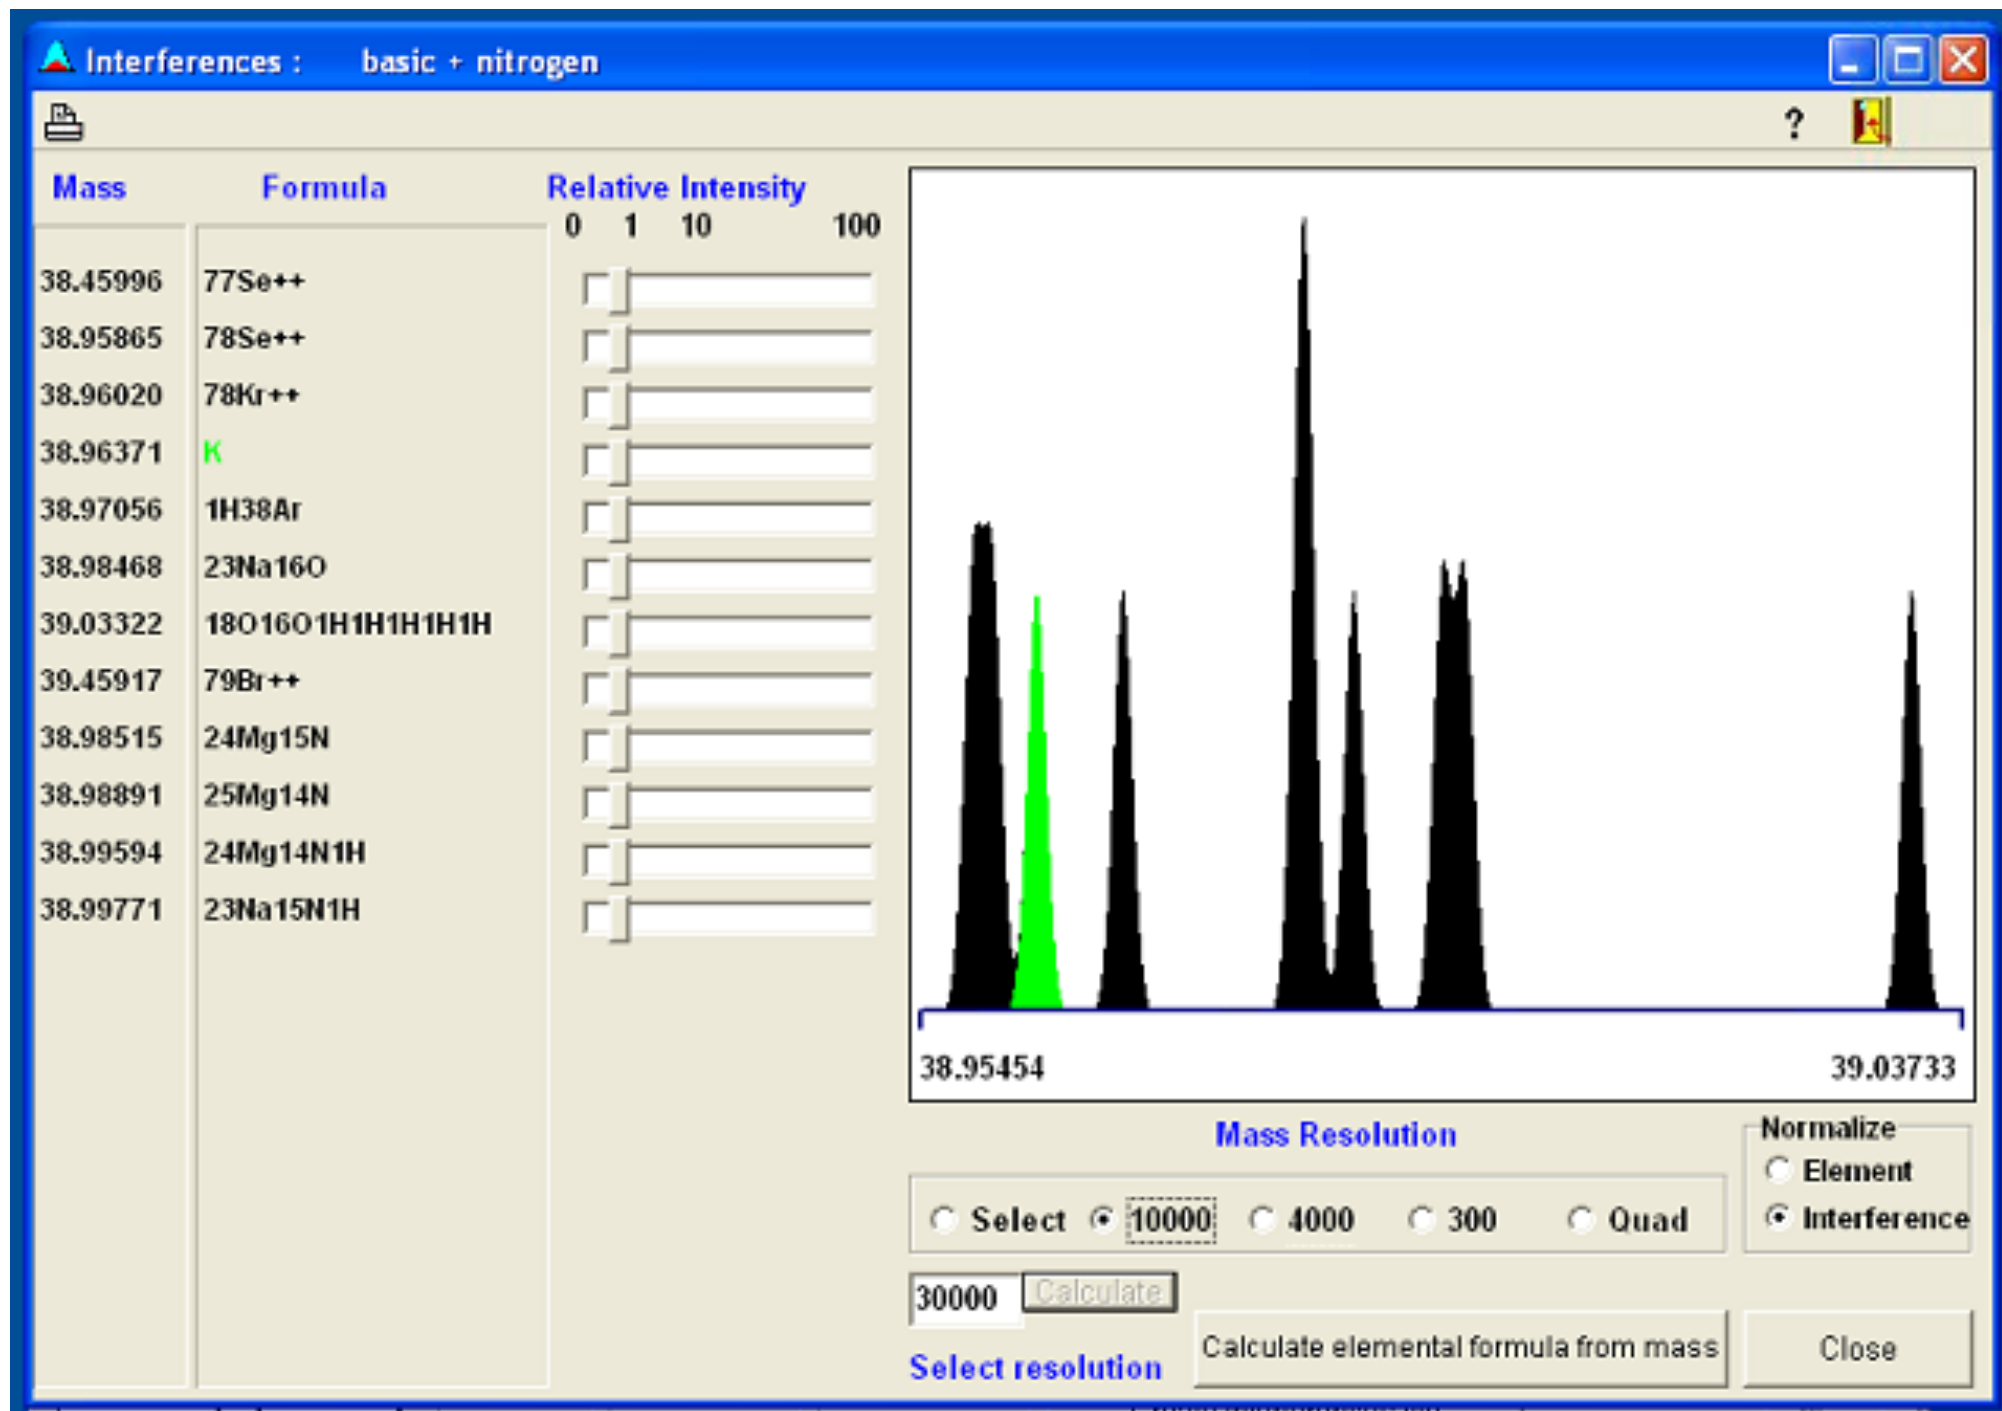 Interferences : basic + nitrogen
?
Mass Formula Relative Intensity
0 1 10 100
38.45996 77Se++
38.95865 78Se++
38.96020 78Kr++
38.96371 K
38.97056 1H38Ar
38.98468 23Na16O
39.03322 18O16O1H1H1H1H1H
39.45917 79Br++
38.98515 24Mg15N
38.98891 25Mg14N
38.99594 24Mg14N1H
38.99771 23Na15N1H
38.95454 39.03733
Mass Resolution
Normalize
Element
Interference
Select 10000 4000 300 Quad
30000 Calculate
Select resolution
Calculate elemental formula from mass
Close